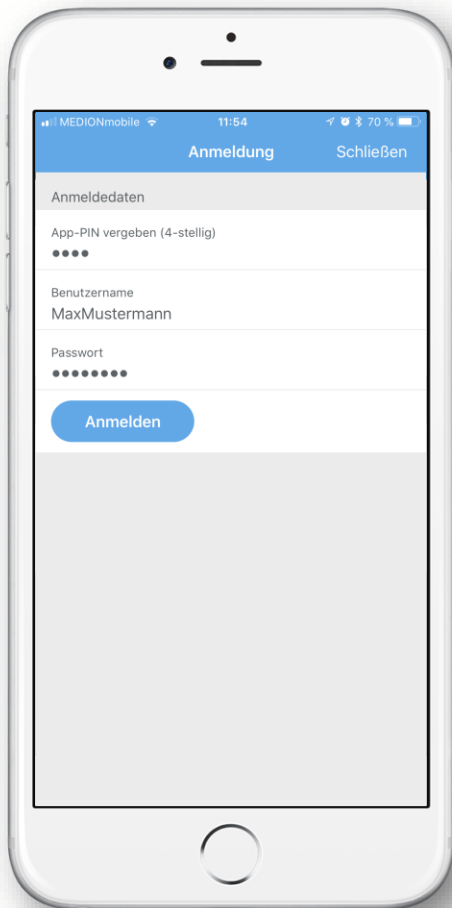 MEDIONmobile 11:54 70 %
Anmeldung Schließen
Anmeldedaten
App-PIN vergeben (4-stellig)
••••
Benutzername
MaxMustermann
Passwort
••••••••
Anmelden